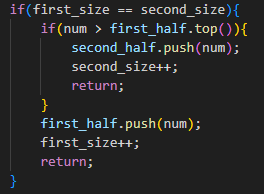 if(first_size == second_size){
    if(num > first_half.top()){
        second_half.push(num);
        second_size++;
        return;
    }
    first_half.push(num);
    first_size++;
    return;
}